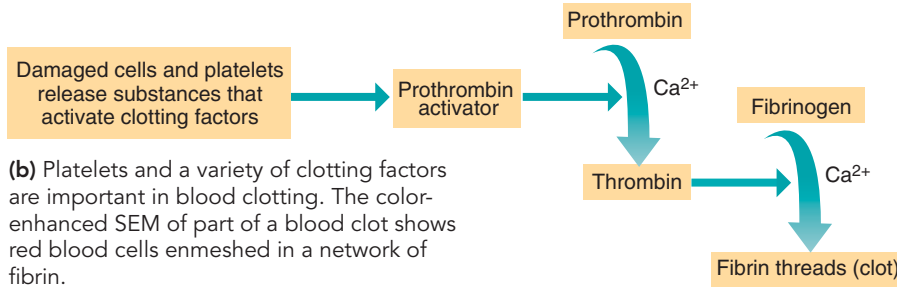 Prothrombin
Damaged cells and platelets
release substances that
activate clotting factors
Prothrombin
activator
Ca2+
Fibrinogen
(b) Platelets and a variety of clotting factors
are important in blood clotting. The color-
enhanced SEM of part of a blood clot shows
red blood cells enmeshed in a network of
fibrin.
Thrombin
Ca2+
Fibrin threads (clot)